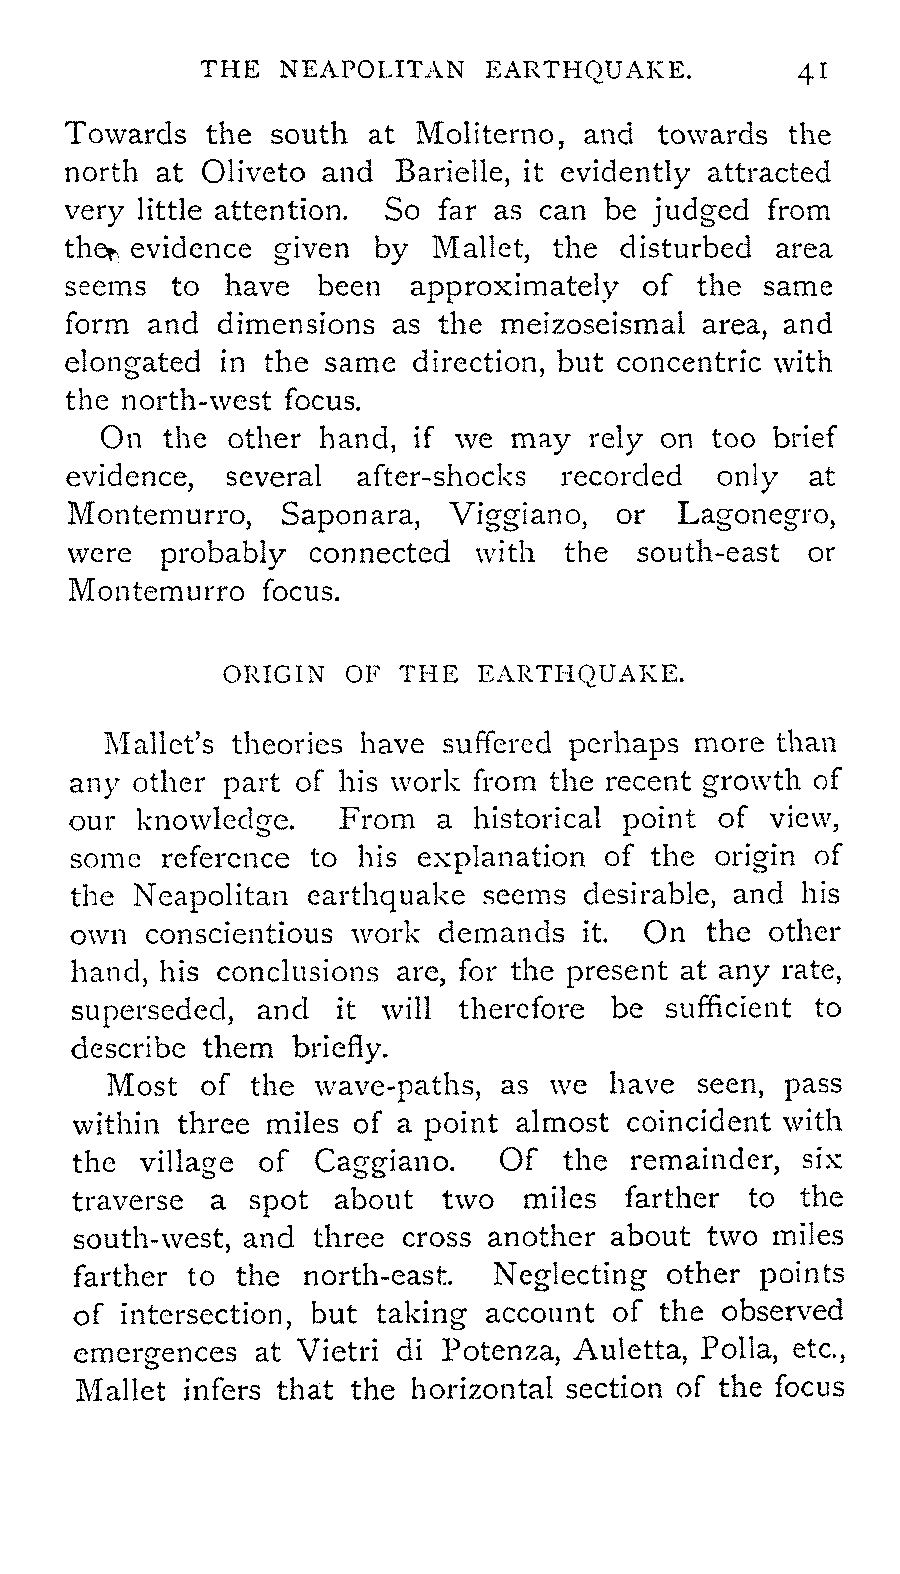 THE NEAPOLITAN EARTHQUAKE. 41
Towards the south at Moliterno, and towards the
north at Oliveto and Barielle, it evidently attracted
very little attention. So far as can be judged from
the evidence given by Mallet, the disturbed area
seems to have been approximately of the same
form and dimensions as the meizoseismal area, and
elongated in the same direction, but concentric with
the north-west focus.
On the other hand, if we may rely on too brief
evidence, several after-shocks recorded only at
Montemurro, Saponara, Viggiano, or Lagonegro,
were probably connected with the south-east or
Montemurro focus.
ORIGIN OF THE EARTHQUAKE.
Mallet's theories have suffered perhaps more than
any other part of his work from the recent growth of
our knowledge. From a historical point of view,
some reference to his explanation of the origin of
the Neapolitan earthquake seems desirable, and his
own conscientious work demands it. On the other
hand, his conclusions are, for the present at any rate,
superseded, and it will therefore be sufficient to
describe them briefly.
Most of the wave-paths, as we have seen, pass
within three miles of a point almost coincident with
the village of Caggiano. Of the remainder, six
traverse a spot about two miles farther to the
south-west, and three cross another about two miles
farther to the north-east. Neglecting other points
of intersection, but taking account of the observed
emergences at Vietri di Potenza, Auletta, Polla, etc.,
Mallet infers that the horizontal section of the focus